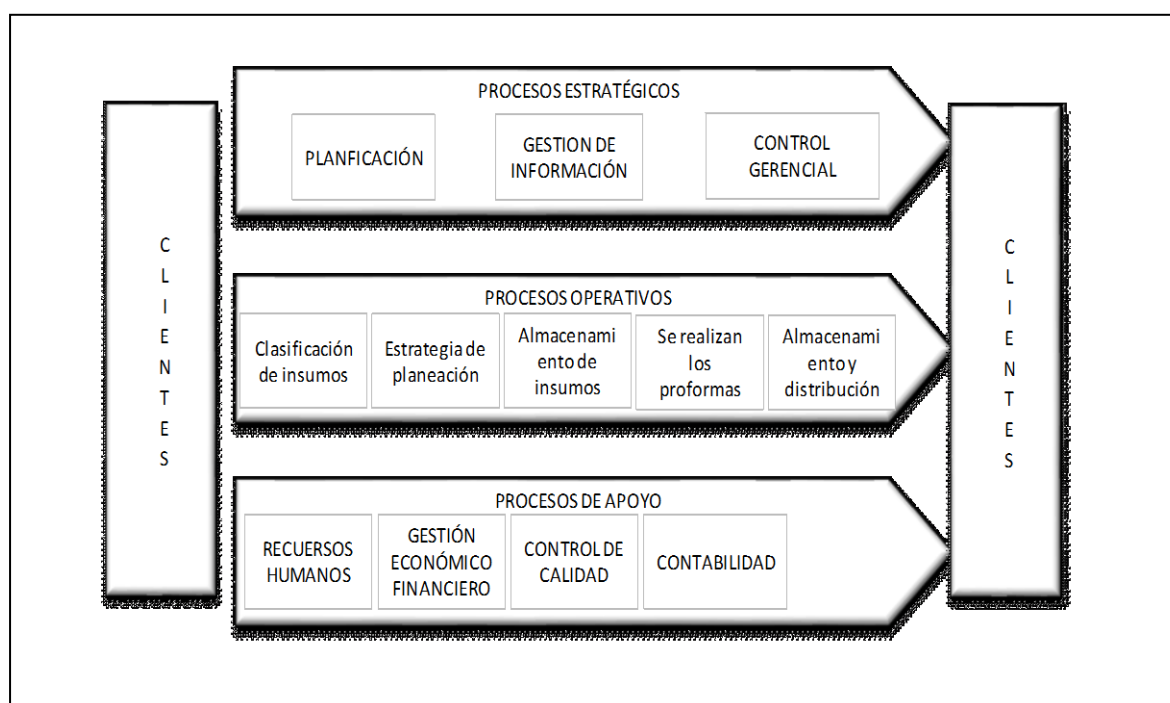 PROCESOS ESTRATÉGICOS
PLANFICACIÓN
GESTION DE
INFORMACIÓN
CONTROL
GERENCIAL
C
L
I
E
N
T
E
S
PROCESOS OPERATIVOS
Clasificación
de insumos
Estrategia de
planeación
Almacenami
ento de
insumos
Se realizan
los
proformas
Almacenami
ento y
distribución
PROCESOS DE APOYO
RECUERSOS
HUMANOS
GESTIÓN
ECONÓMICO
FINANCIERO
CONTROL DE
CALIDAD
CONTABILIDAD
C
L
I
E
N
T
E
S